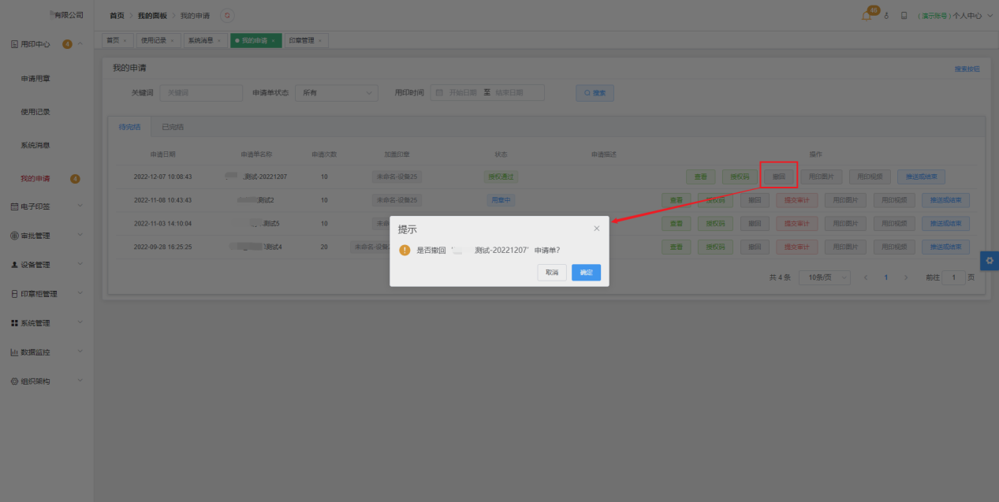 有限公司
首页 我的面板 我的申请
46
(演示账号)个人中心
首页 使用记录 系统消息 我的申请 印章管理
用印中心 4
申请用章
使用记录
系统消息
我的申请 4
电子印签
审批管理
设备管理
印章柜管理
系统管理
数据监控
组织架构
我的申请
搜索按钮
关键词 关键词 申请单状态 所有 用印时间 开始日期 至 结束日期 搜索
待完结 已完结
申请日期 申请单名称 申请次数 加盖印章 状态 申请描述 操作
2022-12-07 10:08:43 测试-20221207 10 未命名-设备25 授权通过 查看 授权码 撤回 用印图片 用印视频 推送或结束
2022-11-08 10:43:43 测试2 10 未命名-设备25 用章中 查看 授权码 撤回 提交审计 用印图片 用印视频 推送或结束
2022-11-03 14:10:04 测试5 10 未命 查看 授权码 撤回 提交审计 用印图片 用印视频 推送或结束
2022-09-28 16:25:25 测试4 20 未命名-设备 查看 授权码 撤回 提交审计 用印图片 用印视频 推送或结束
提示
是否撤回 ' 测试-20221207' 申请单?
取消 确定
共 4 条 10条/页 1 前往 1 页